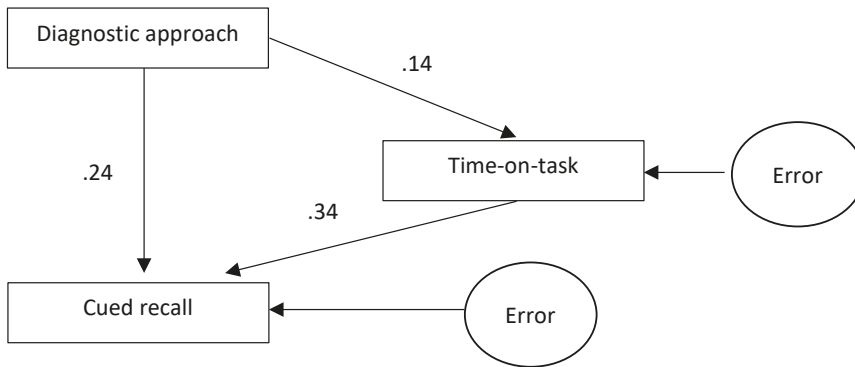 Diagnostic approach
.14
Time-on-task
Error
.24
.34
Cued recall
Error